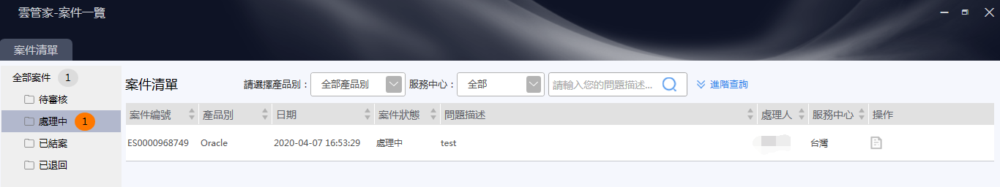 雲管家-案件一覽
案件清單
全部案件 1
待審核
處理中 1
已結案
已退回
案件清單 請選擇產品別： 全部產品別 服務中心： 全部 請輸入您的問題描述... 進階查詢
案件編號 產品別 日期 案件狀態 問題描述 處理人 服務中心 操作
ES0000968749 Oracle 2020-04-07 16:53:29 處理中 test 台灣